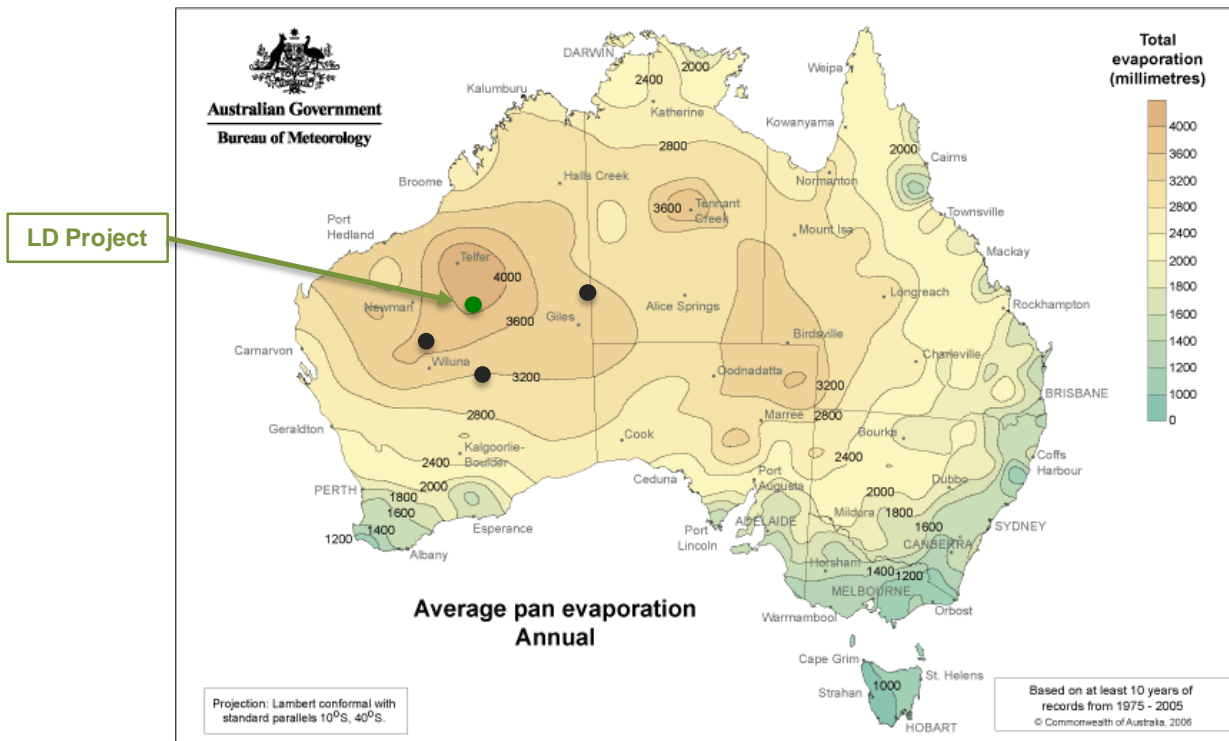 Australian Government
Bureau of Meteorology
LD Project
Total
evaporation
(millimetres)
4000
3600
3200
2800
2400
2000
1800
1600
1400
1200
1000
0
DARWIN
2000
2400
Weipa
Kalumburu
Katherine
Kowanyama
2800
2000
Cairns
Broome
Halls Creek
Normanton
3600
Tennant
Creek
Townsville
Port
Hedland
Mount Isa
Mackay
Telfer
4000
Newman
Alice Springs
Longreach
Rockhampton
3600
Giles
Birdsville
Carnarvon
Wiluna
3200
Oodnadatta
Charleville
3200
BRISBANE
2800
Marree
2800
Geraldton
Cook
Bourke
Kalgoorlie-
Boulder
2400
2400
Coffs
Harbour
Ceduna
Port
Augusta
Dubbo
PERTH
2000
1800
2000
Mildura
1800
1600
Esperance
Port
Lincoln
ADELAIDE
SYDNEY
1600
1400
1200
Albany
CANBERRA
Horsham
1400
1200
MELBOURNE
Orbost
Warrnambool
Average pan evaporation
Annual
Cape Grim
St. Helens
1000
Strahan
HOBART
Projection: Lambert conformal with
standard parallels 10°S, 40°S.
Based on at least 10 years of
records from 1975 - 2005
© Commonwealth of Australia, 2006